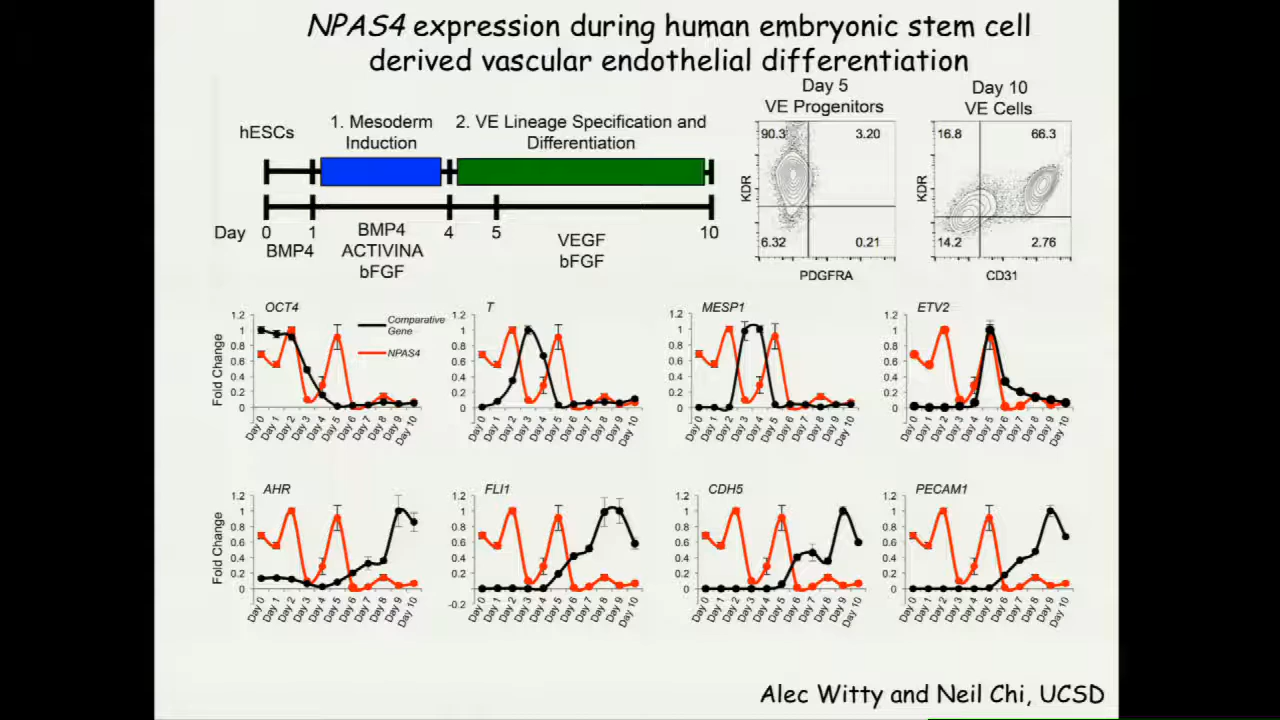 NPAS4 expression during human embryonic stem cell
derived vascular endothelial differentiation
hESCs
1. Mesoderm
Induction
2. VE Lineage Specification and
Differentiation
Day
0
1
4
5
10
BMP4
BMP4
ACTIVINA
bFGF
VEGF
bFGF
Day 5
VE Progenitors
90.3
3.20
6.32
0.21
KDR
PDGFRA
Day 10
VE Cells
16.8
66.3
14.2
2.76
KDR
CD31
OCT4
Comparative
Gene
NPAS4
Fold Change
1.2
1
0.8
0.6
0.4
0.2
0
Day 0
Day 1
Day 2
Day 3
Day 4
Day 5
Day 6
Day 7
Day 8
Day 9
Day 10
T
1.2
1
0.8
0.6
0.4
0.2
0
Day 0
Day 1
Day 2
Day 3
Day 4
Day 5
Day 6
Day 7
Day 8
Day 9
Day 10
MESP1
1.2
1
0.8
0.6
0.4
0.2
0
Day 0
Day 1
Day 2
Day 3
Day 4
Day 5
Day 6
Day 7
Day 8
Day 9
Day 10
ETV2
1.2
1
0.8
0.6
0.4
0.2
0
Day 0
Day 1
Day 2
Day 3
Day 4
Day 5
Day 6
Day 7
Day 8
Day 9
Day 10
AHR
Fold Change
1.2
1
0.8
0.6
0.4
0.2
0
Day 0
Day 1
Day 2
Day 3
Day 4
Day 5
Day 6
Day 7
Day 8
Day 9
Day 10
FLI1
1.2
1
0.8
0.6
0.4
0.2
0
-0.2
Day 0
Day 1
Day 2
Day 3
Day 4
Day 5
Day 6
Day 7
Day 8
Day 9
Day 10
CDH5
1.2
1
0.8
0.6
0.4
0.2
0
Day 0
Day 1
Day 2
Day 3
Day 4
Day 5
Day 6
Day 7
Day 8
Day 9
Day 10
PECAM1
1.2
1
0.8
0.6
0.4
0.2
0
Day 0
Day 1
Day 2
Day 3
Day 4
Day 5
Day 6
Day 7
Day 8
Day 9
Day 10
Alec Witty and Neil Chi, UCSD